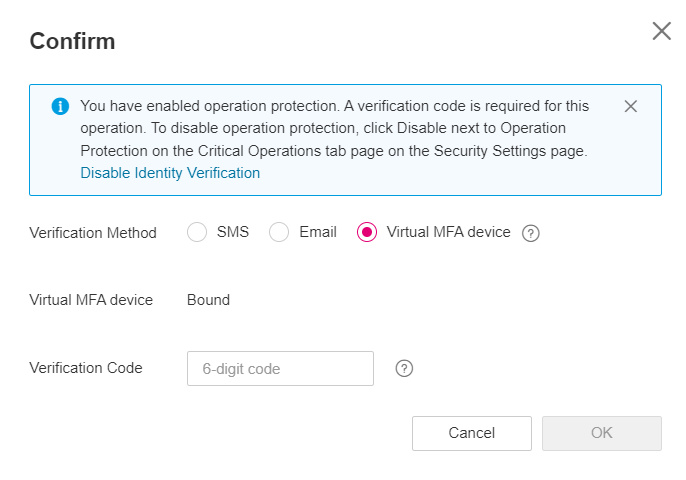 Confirm
You have enabled operation protection. A verification code is required for this
operation. To disable operation protection, click Disable next to Operation
Protection on the Critical Operations tab page on the Security Settings page.
Disable Identity Verification
Verification Method SMS Email Virtual MFA device ?
Virtual MFA device Bound
Verification Code 6-digit code ?
Cancel OK